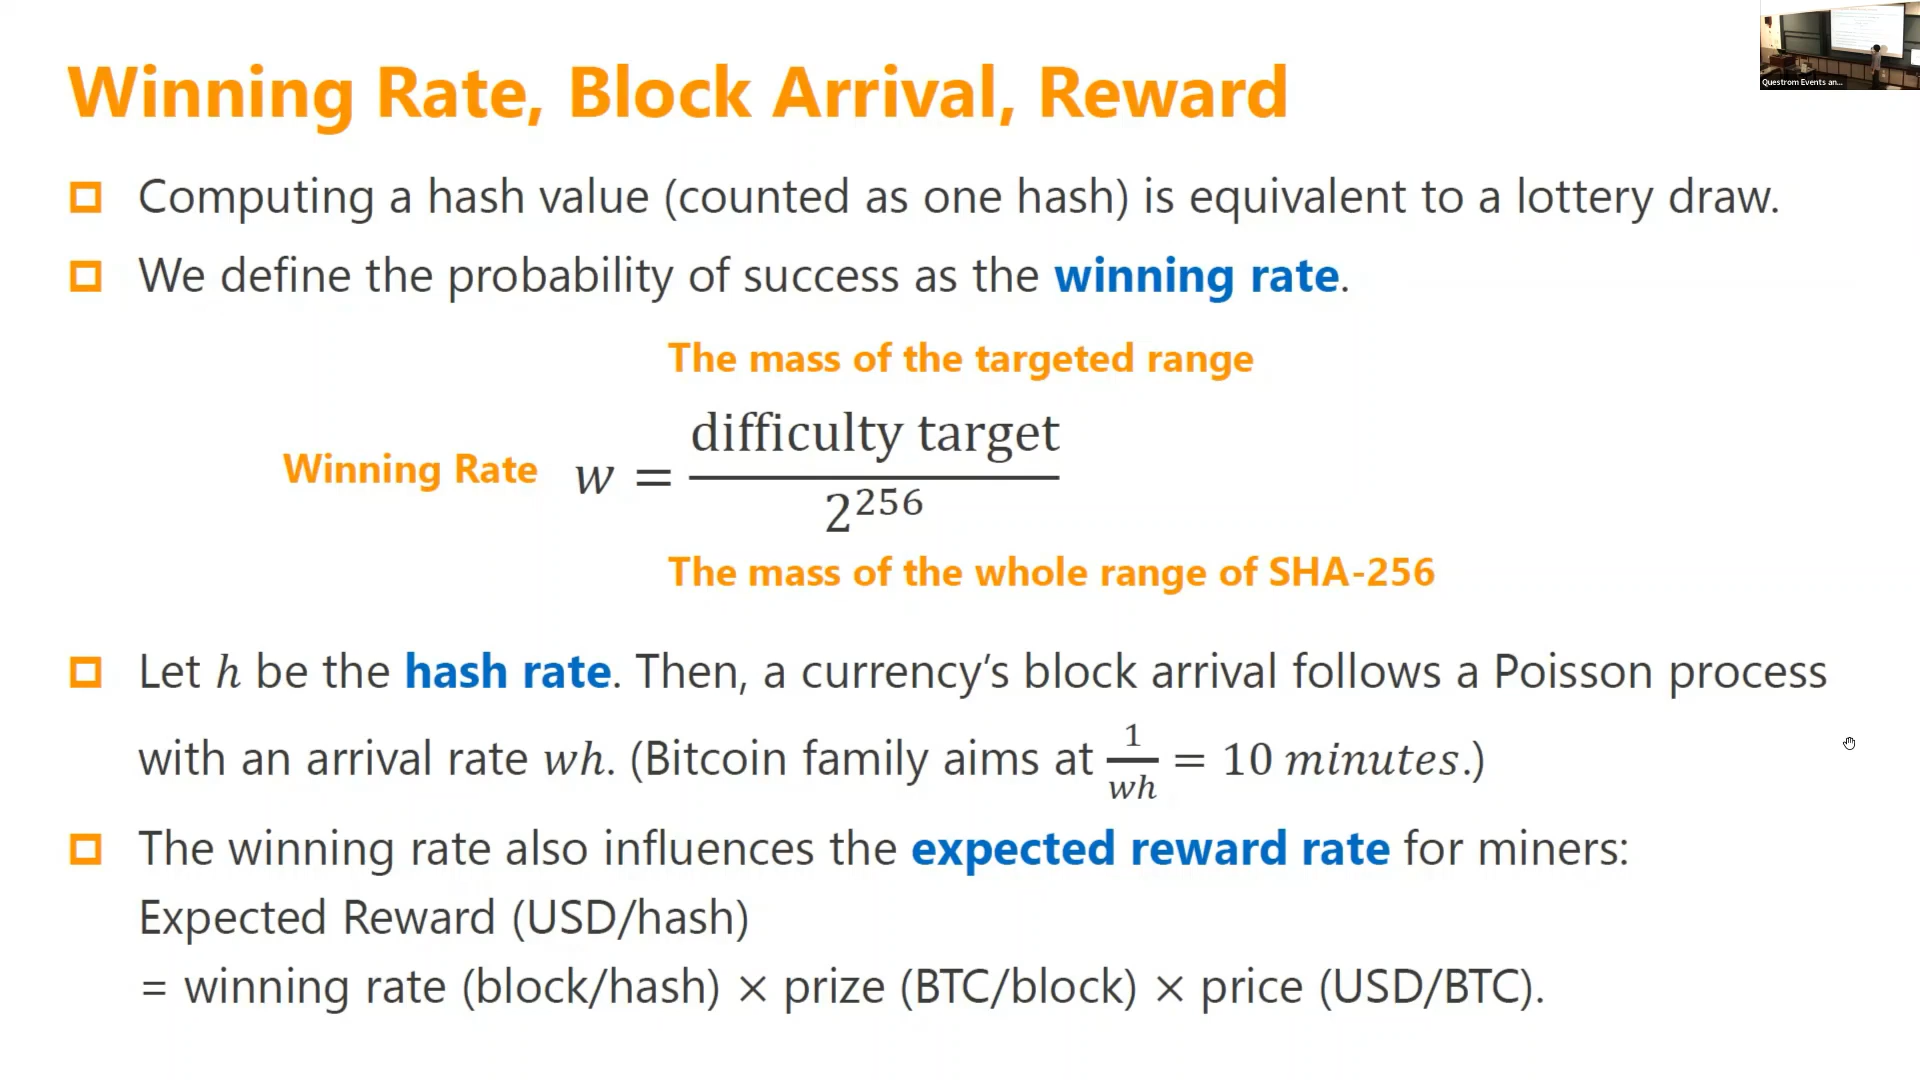 Winning Rate, Block Arrival, Reward
Questrom Events an...
Computing a hash value (counted as one hash) is equivalent to a lottery draw.
We define the probability of success as the winning rate.
The mass of the targeted range
Winning Rate w = difficulty target / 2^256
The mass of the whole range of SHA-256
Let h be the hash rate. Then, a currency's block arrival follows a Poisson process
with an arrival rate wh. (Bitcoin family aims at 1/wh = 10 minutes.)
The winning rate also influences the expected reward rate for miners:
Expected Reward (USD/hash)
= winning rate (block/hash) × prize (BTC/block) × price (USD/BTC).